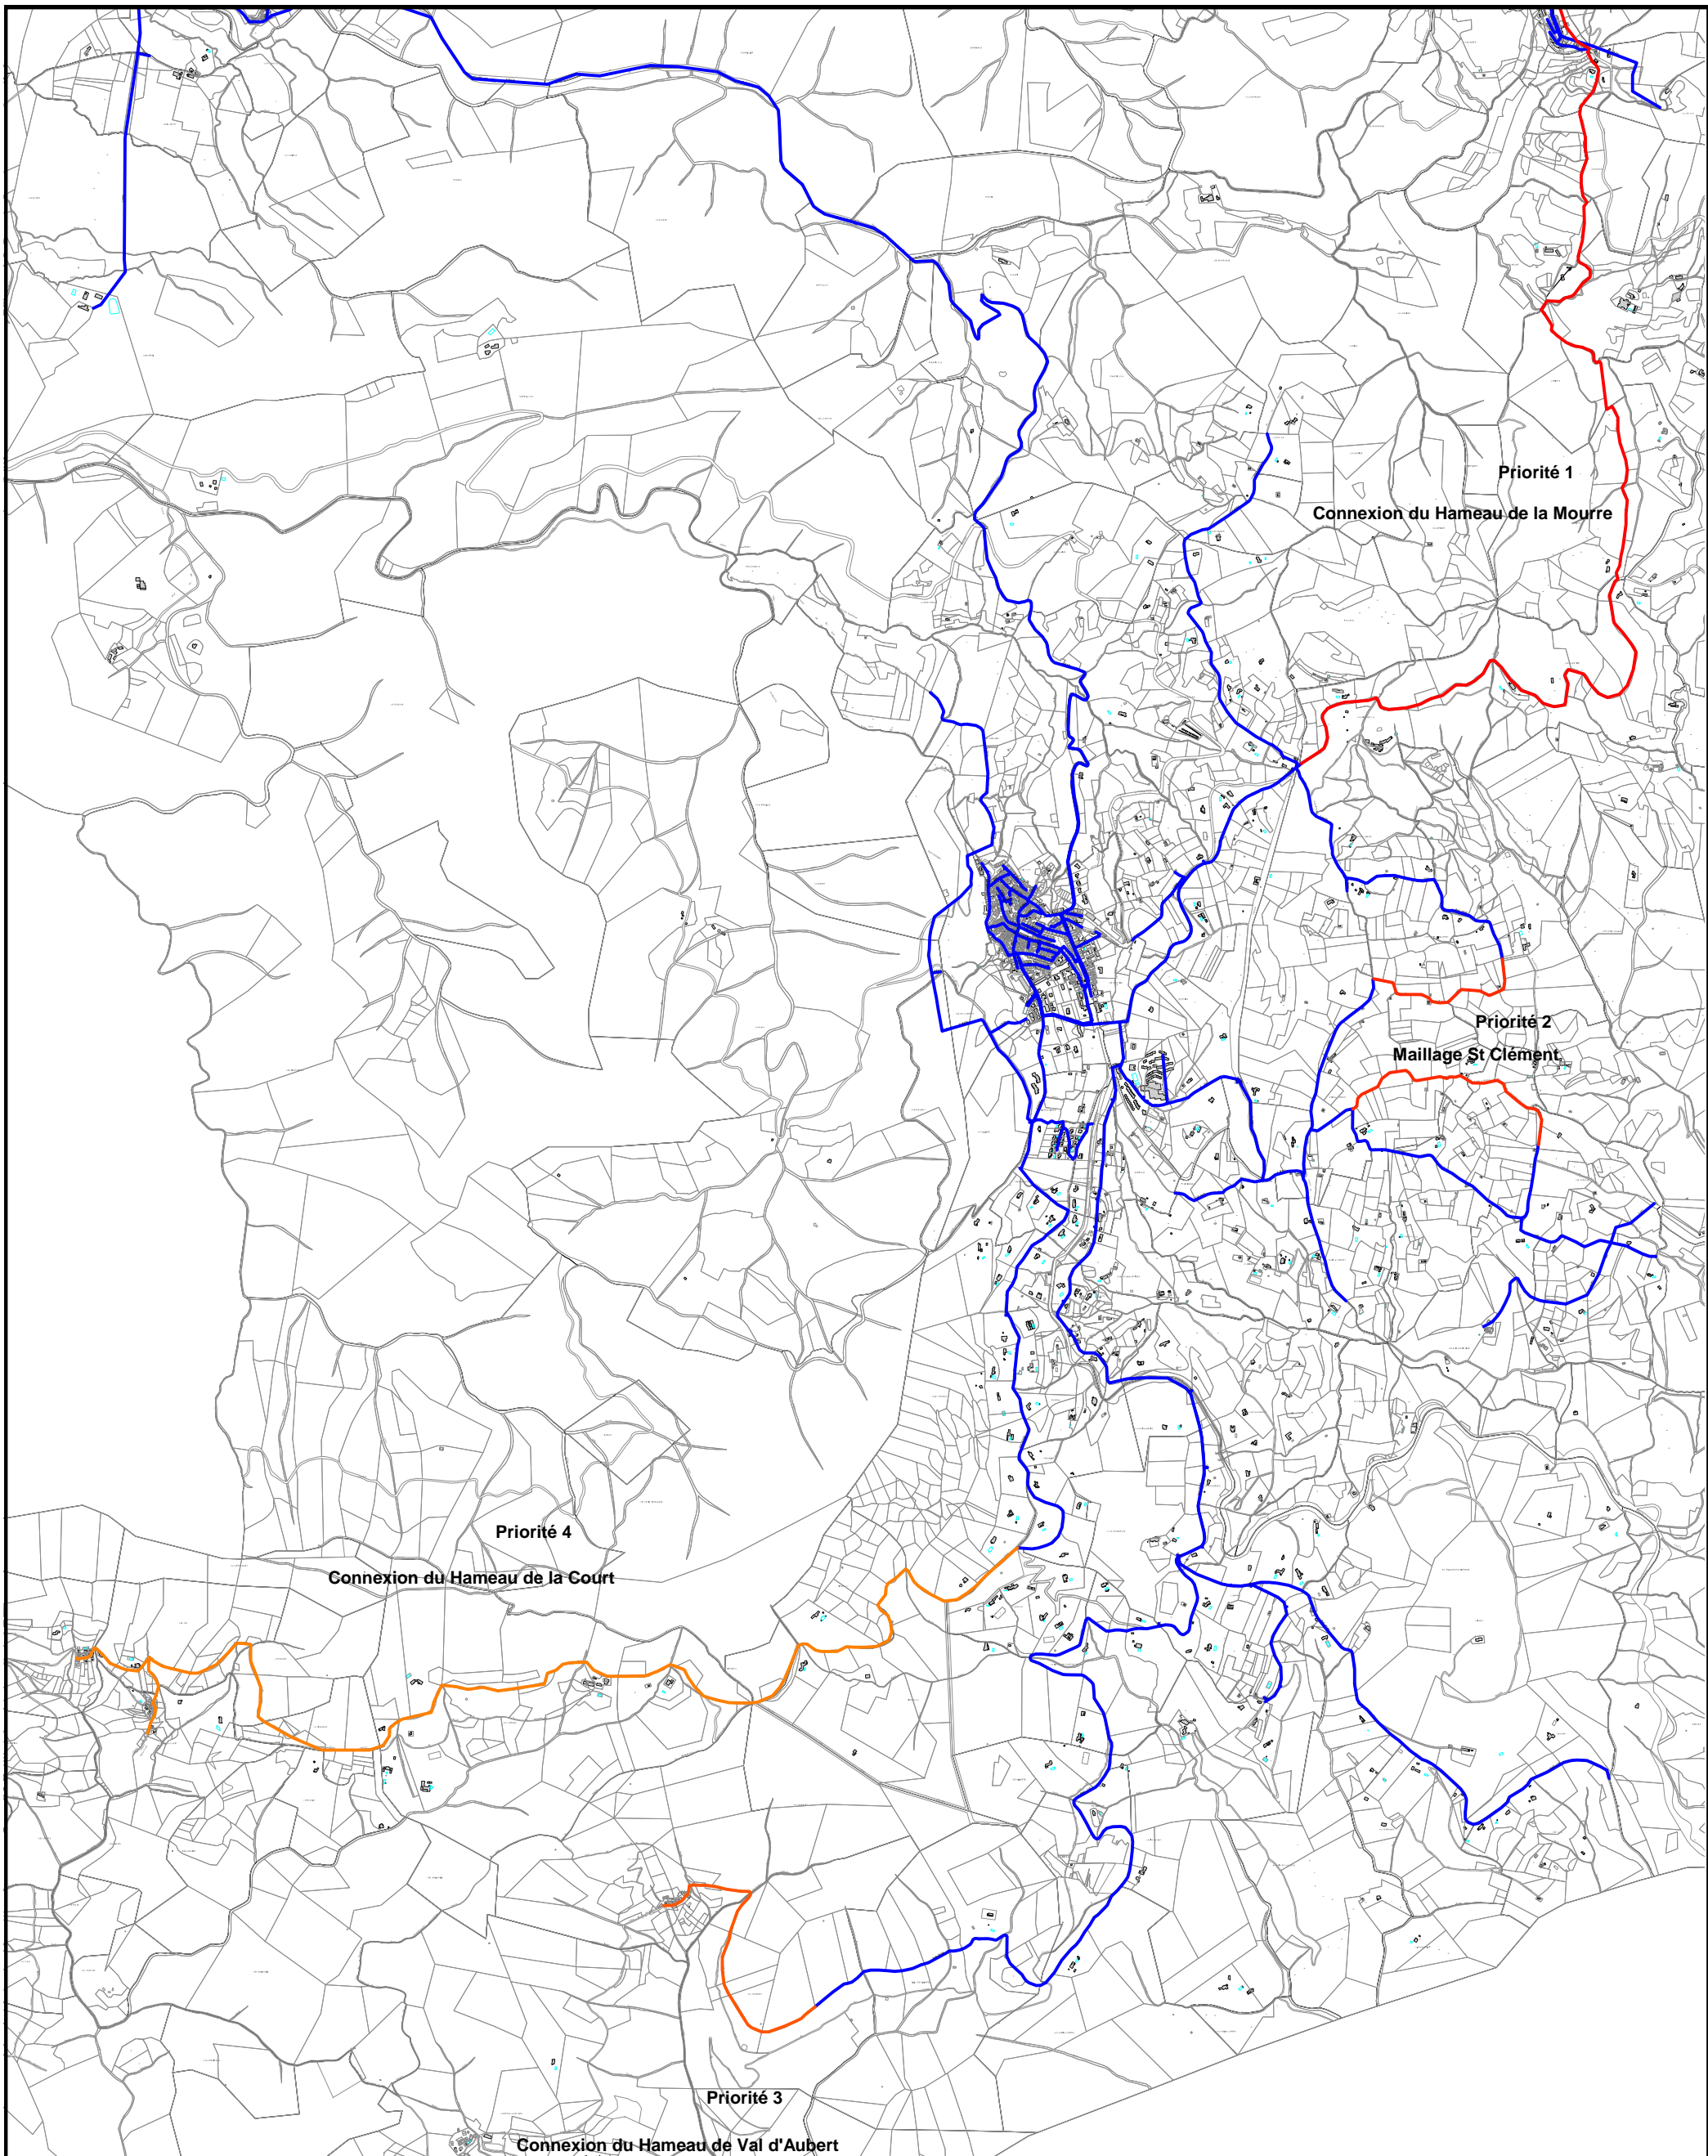 Priorité 1
Connexion du Hameau de la Mourre
Priorité 2
Maillage St Clément
Priorité 4
Connexion du Hameau de la Court
Priorité 3
Connexion du Hameau de Val d'Aubert